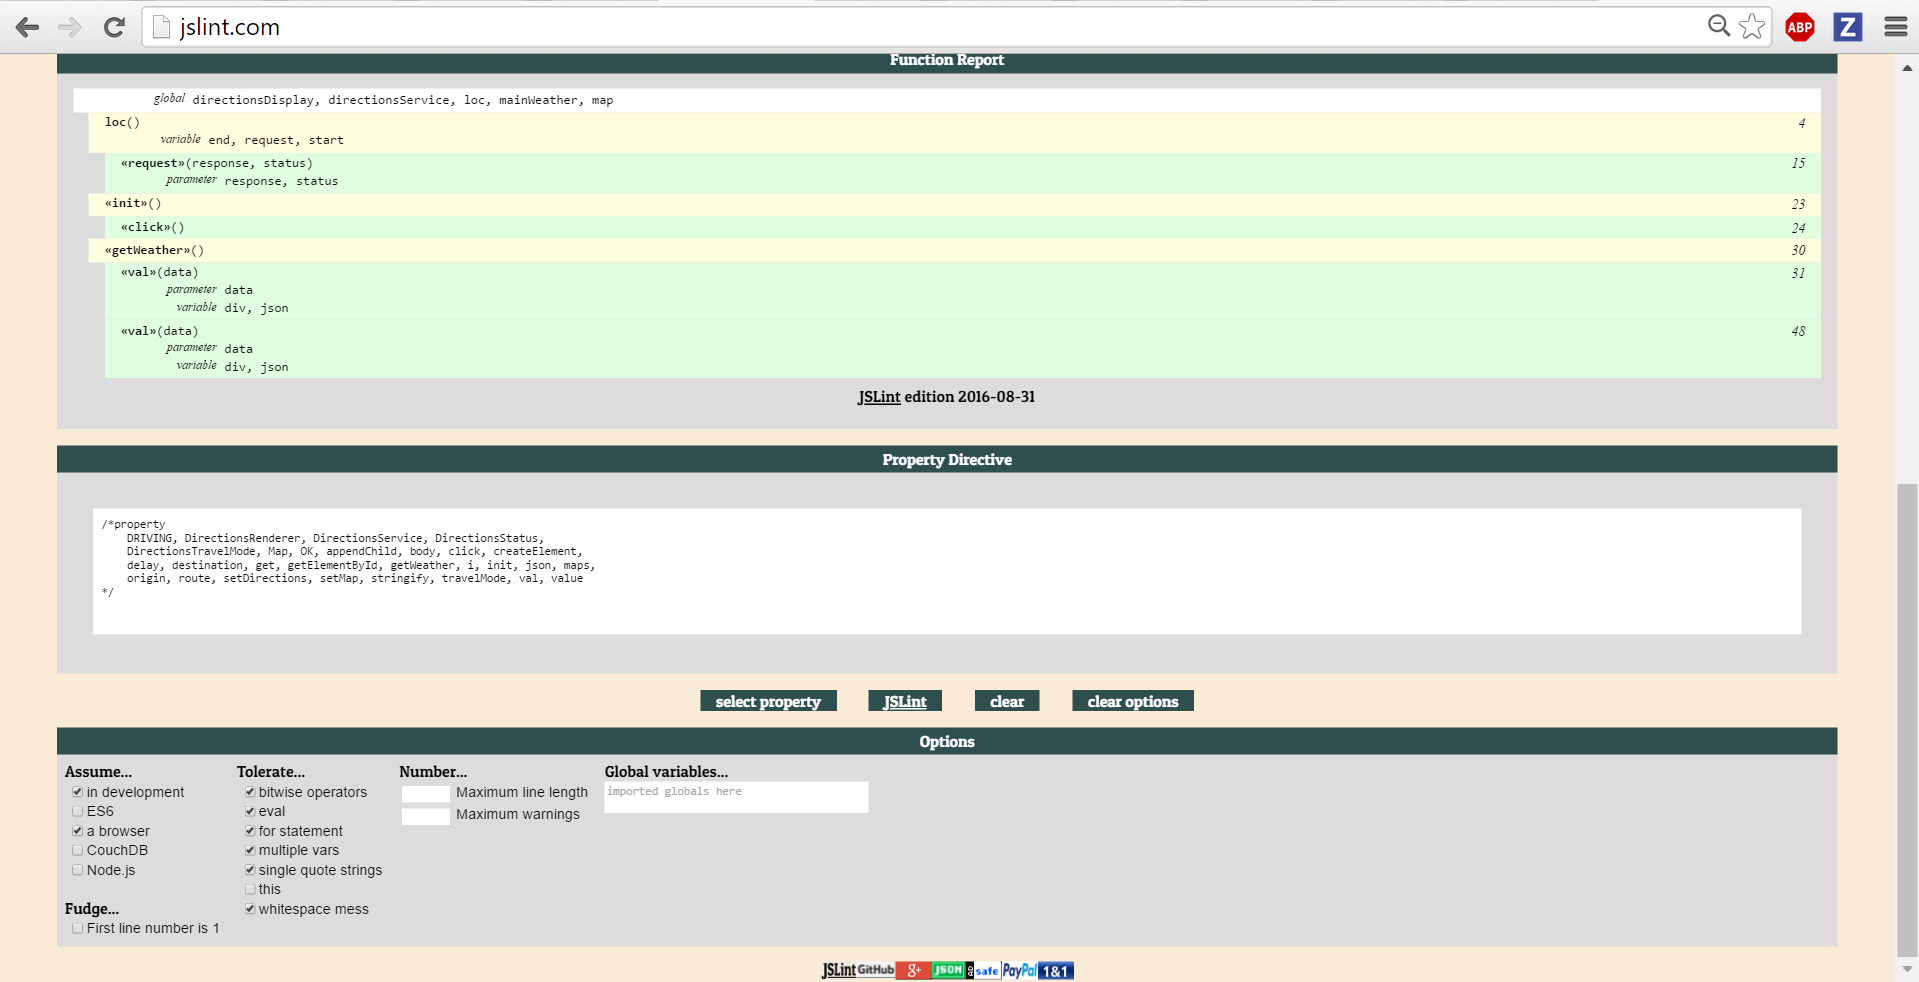 jslint.com
ABP
Z
Function Report
global directionsDisplay, directionsService, loc, mainWeather, map
loc() 4
variable end, request, start
«request»(response, status) 15
parameter response, status
«init»() 23
«click»() 24
«getWeather»() 30
«val»(data) 31
parameter data
variable div, json
«val»(data) 48
parameter data
variable div, json
JSLint edition 2016-08-31
Property Directive
/*property
DRIVING, DirectionsRenderer, DirectionsService, DirectionsStatus,
DirectionsTravelMode, Map, OK, appendChild, body, click, createElement,
delay, destination, get, getElementById, getWeather, i, init, json, maps,
origin, route, setDirections, setMap, stringify, travelMode, val, value
*/
select property JSLint clear clear options
Options
Assume...
in development
ES6
a browser
CouchDB
Node.js
Fudge...
First line number is 1
Tolerate...
bitwise operators
eval
for statement
multiple vars
single quote strings
this
whitespace mess
Number...
Maximum line length
Maximum warnings
Global variables...
imported globals here
JSLint GitHub g+ JSON safe PayPal 1&1